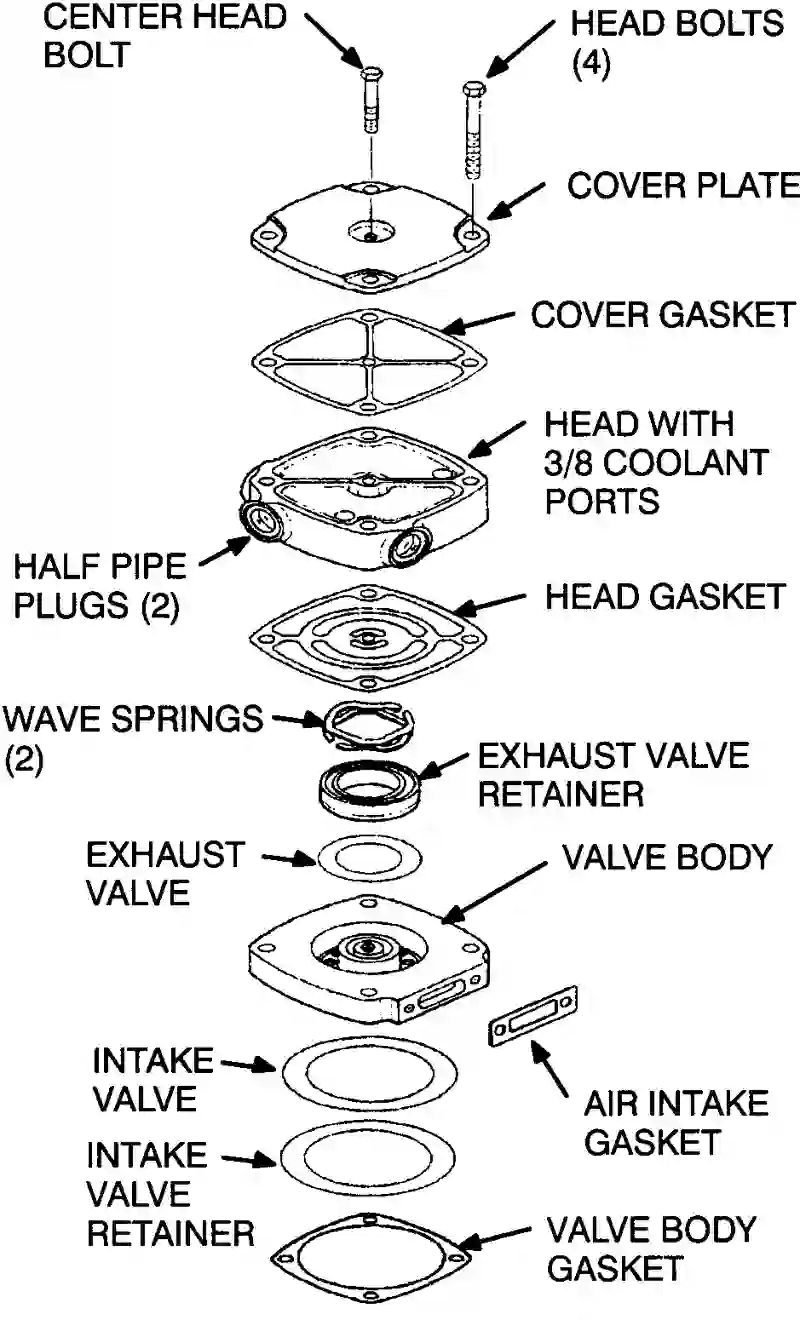 CENTER HEAD
BOLT
HEAD BOLTS
(4)
COVER PLATE
COVER GASKET
HEAD WITH
3/8 COOLANT
PORTS
HALF PIPE
PLUGS (2)
HEAD GASKET
WAVE SPRINGS
(2)
EXHAUST VALVE
RETAINER
EXHAUST
VALVE
VALVE BODY
INTAKE
VALVE
AIR INTAKE
GASKET
INTAKE
VALVE
RETAINER
VALVE BODY
GASKET